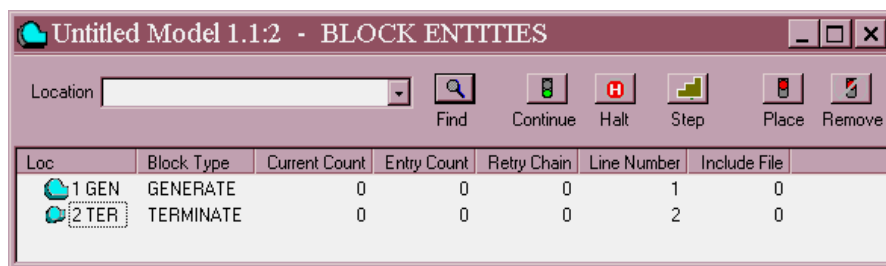 Untitled Model 1.1:2 - BLOCK ENTITIES
Location
Find Continue Halt Step Place Remove
Loc Block Type Current Count Entry Count Retry Chain Line Number Include File
1 GEN GENERATE 0 0 0 1 0
2 TER TERMINATE 0 0 0 2 0